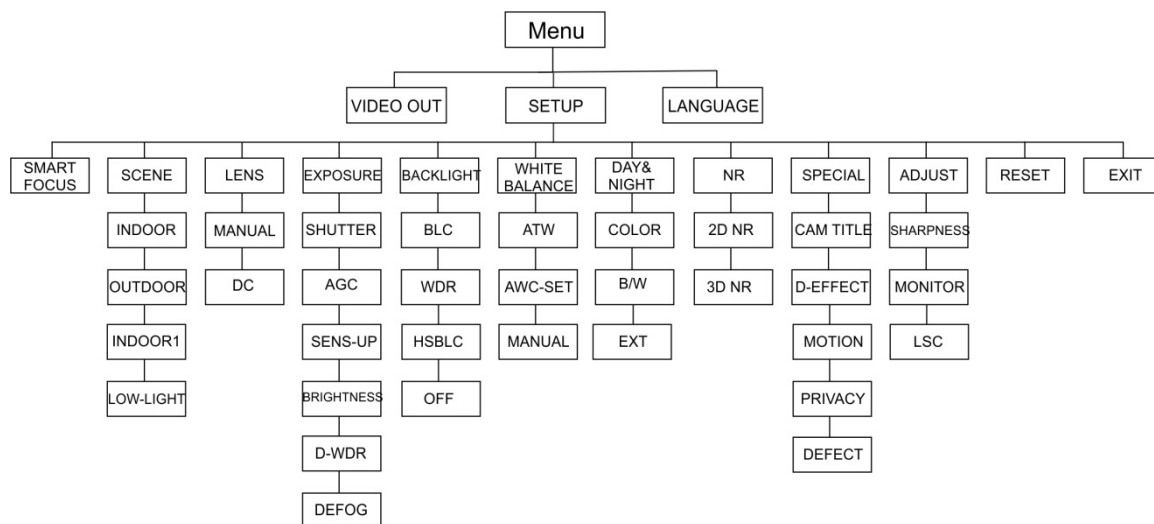 Menu
VIDEO OUT
SETUP
LANGUAGE
SMART
FOCUS
SCENE
LENS
EXPOSURE
BACKLIGHT
WHITE
BALANCE
DAY&
NIGHT
NR
SPECIAL
ADJUST
RESET
EXIT
INDOOR
MANUAL
SHUTTER
BLC
ATW
COLOR
2D NR
CAM TITLE
SHARPNESS
OUTDOOR
DC
AGC
WDR
AWC-SET
B/W
3D NR
D-EFFECT
MONITOR
INDOOR1
SENS-UP
HSBLC
MANUAL
EXT
MOTION
LSC
LOW-LIGHT
BRIGHTNESS
OFF
PRIVACY
D-WDR
DEFECT
DEFOG